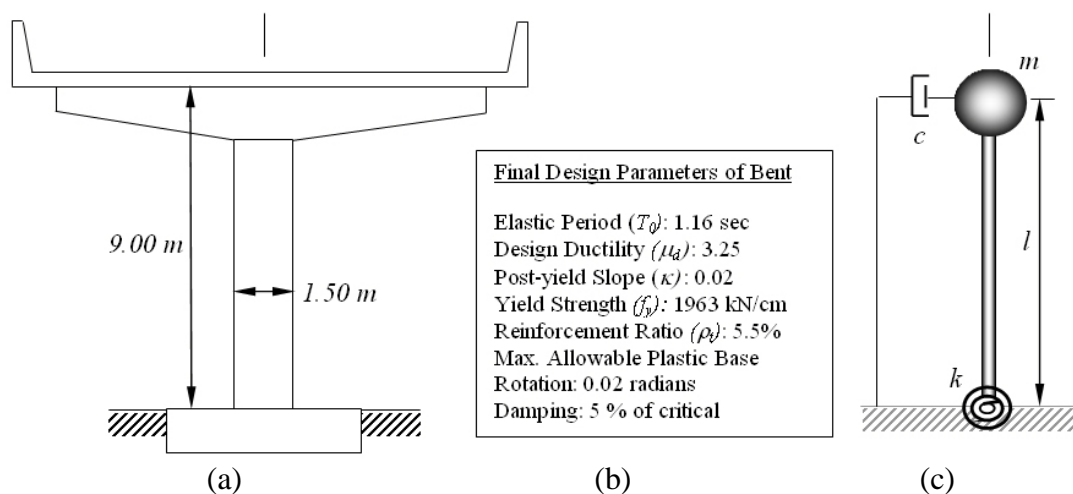 9.00 m
1.50 m
(a)
Final Design Parameters of Bent
Elastic Period (T₀): 1.16 sec
Design Ductility (μd): 3.25
Post-yield Slope (κ): 0.02
Yield Strength (fy): 1963 kN/cm
Reinforcement Ratio (ρt): 5.5%
Max. Allowable Plastic Base
Rotation: 0.02 radians
Damping: 5 % of critical
(b)
m
c
l
k
(c)